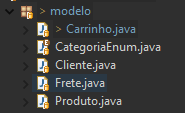 > modelo
> Carrinho.java
CategoriaEnum.java
Cliente.java
Frete.java
Produto.java